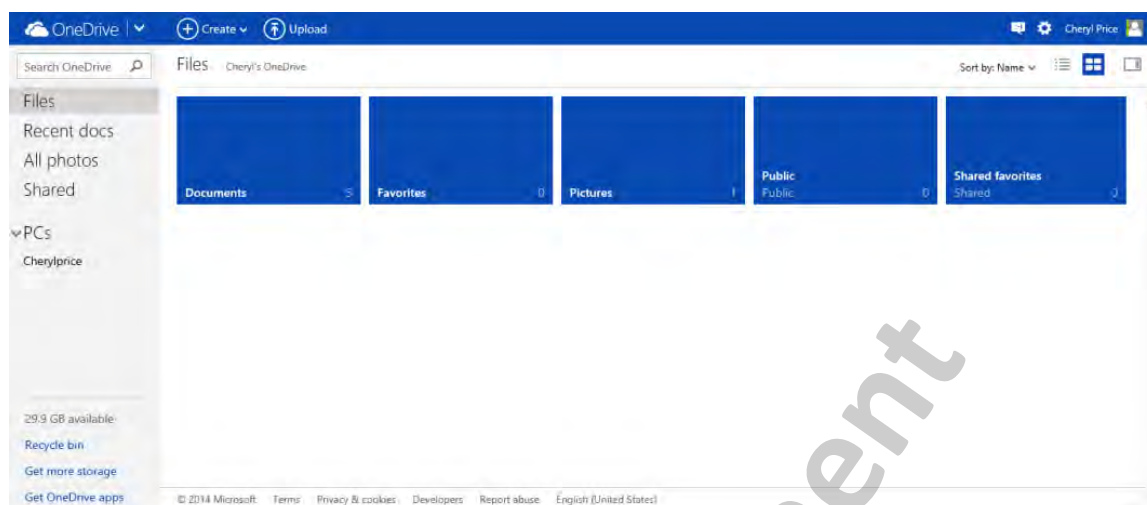 OneDrive Create Upload Cheryl Price
Search OneDrive Files Cheryl's OneDrive Sort by: Name
Files
Recent docs
All photos
Shared
PCs
Cherylprice
Documents 5
Favorites 0
Pictures 1
Public
Public 0
Shared favorites
Shared 0
29.9 GB available
Recycle bin
Get more storage
Get OneDrive apps
© 2014 Microsoft Terms Privacy & cookies Developers Report abuse English (United States)